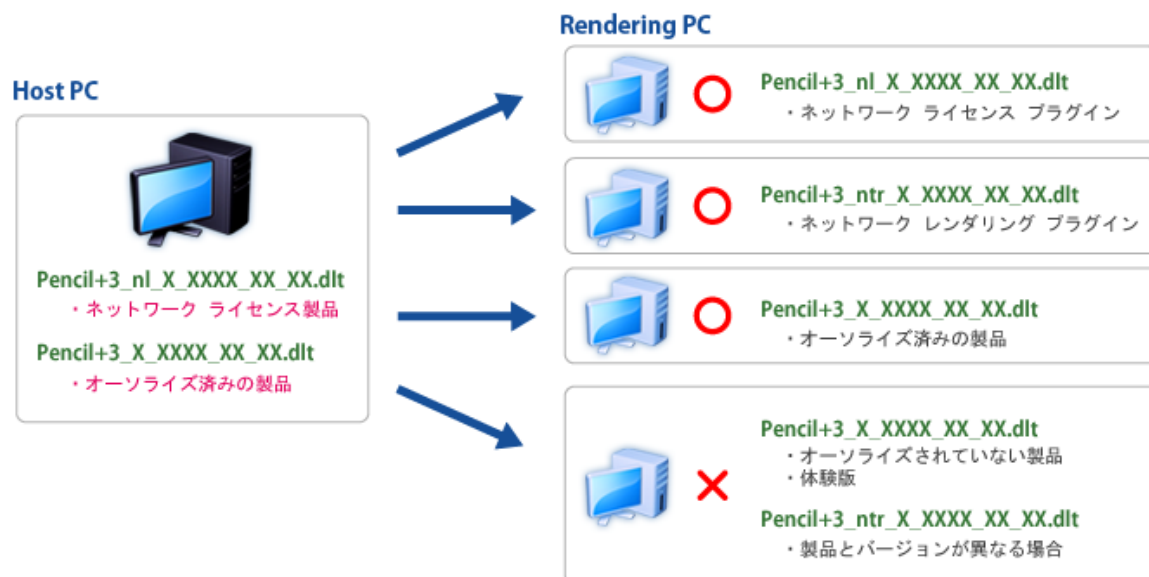 Host PC
Pencil+3_nl_X_XXXX_XX_XX.dlt
・ネットワーク ライセンス製品
Pencil+3_X_XXXX_XX_XX.dlt
・オーソライズ済みの製品
Rendering PC
Pencil+3_nl_X_XXXX_XX_XX.dlt
・ネットワーク ライセンス プラグイン
Pencil+3_ntr_X_XXXX_XX_XX.dlt
・ネットワーク レンダリング プラグイン
Pencil+3_X_XXXX_XX_XX.dlt
・オーソライズ済みの製品
Pencil+3_X_XXXX_XX_XX.dlt
・オーソライズされていない製品
・体験版
Pencil+3_ntr_X_XXXX_XX_XX.dlt
・製品とバージョンが異なる場合